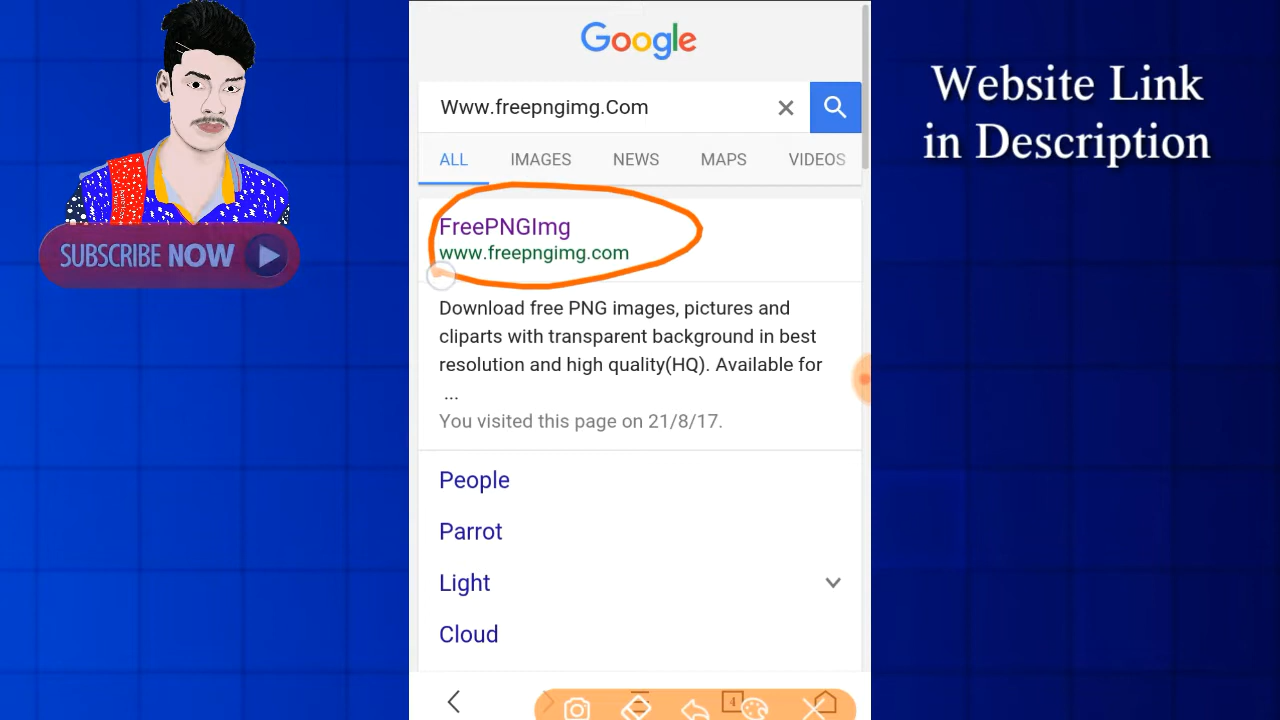 Google
Www.freepngimg.Com
ALL IMAGES NEWS MAPS VIDEOS
FreePNGImg
www.freepngimg.com
Download free PNG images, pictures and
cliparts with transparent background in best
resolution and high quality(HQ). Available for
...
You visited this page on 21/8/17.
People
Parrot
Light
Cloud
4
SUBSCRIBE NOW
Website Link
in Description